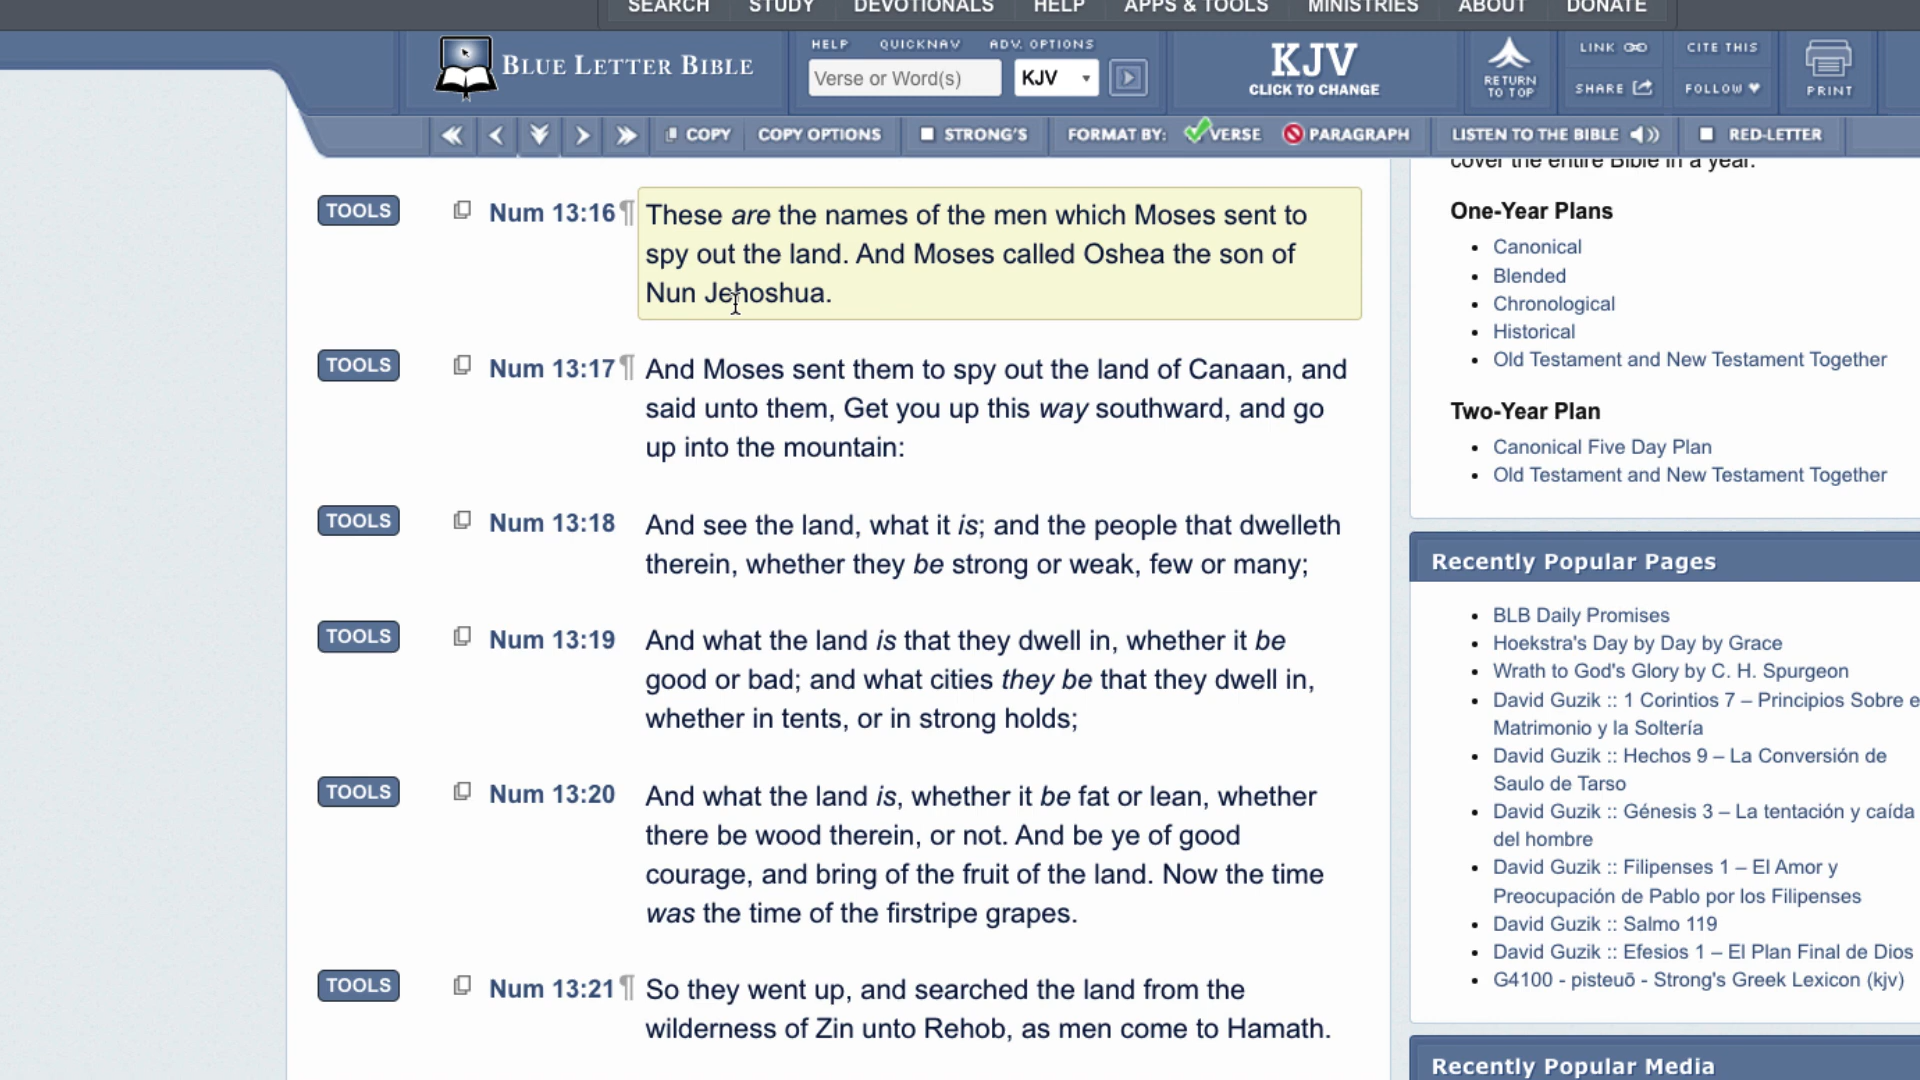 SEARCH STUDY DEVOTIONALS HELP APPS & TOOLS MINISTRIES ABOUT DONATE
BLUE LETTER BIBLE
HELP QUICKNAV ADV. OPTIONS
Verse or Word(s) KJV
KJV
CLICK TO CHANGE
RETURN
TO TOP
LINK CITE THIS
SHARE FOLLOW
PRINT
COPY COPY OPTIONS STRONG'S FORMAT BY: VERSE PARAGRAPH LISTEN TO THE BIBLE RED-LETTER
TOOLS Num 13:16 ¶ These are the names of the men which Moses sent to
spy out the land. And Moses called Oshea the son of
Nun Jehoshua.
TOOLS Num 13:17 ¶ And Moses sent them to spy out the land of Canaan, and
said unto them, Get you up this way southward, and go
up into the mountain:
TOOLS Num 13:18 And see the land, what it is; and the people that dwelleth
therein, whether they be strong or weak, few or many;
TOOLS Num 13:19 And what the land is that they dwell in, whether it be
good or bad; and what cities they be that they dwell in,
whether in tents, or in strong holds;
TOOLS Num 13:20 And what the land is, whether it be fat or lean, whether
there be wood therein, or not. And be ye of good
courage, and bring of the fruit of the land. Now the time
was the time of the firstripe grapes.
TOOLS Num 13:21 ¶ So they went up, and searched the land from the
wilderness of Zin unto Rehob, as men come to Hamath.
cover the entire Bible in a year.
One-Year Plans
Canonical
Blended
Chronological
Historical
Old Testament and New Testament Together
Two-Year Plan
Canonical Five Day Plan
Old Testament and New Testament Together
Recently Popular Pages
BLB Daily Promises
Hoekstra's Day by Day by Grace
Wrath to God's Glory by C. H. Spurgeon
David Guzik :: 1 Corintios 7 – Principios Sobre e
Matrimonio y la Soltería
David Guzik :: Hechos 9 – La Conversión de
Saulo de Tarso
David Guzik :: Génesis 3 – La tentación y caída
del hombre
David Guzik :: Filipenses 1 – El Amor y
Preocupación de Pablo por los Filipenses
David Guzik :: Salmo 119
David Guzik :: Efesios 1 – El Plan Final de Dios
G4100 - pisteuō - Strong's Greek Lexicon (kjv)
Recently Popular Media